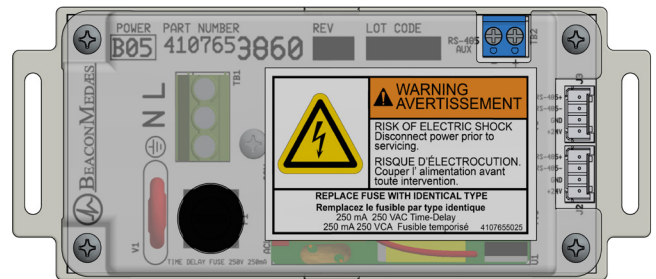 POWER PART NUMBER REV LOT CODE
B05 4107653860
RS-485
AUX
TB2
- +
TB1
N L
BEACONMEDÆS
V1
F1
TIME DELAY FUSE 250V 250mA
WARNING
AVERTISSEMENT
RISK OF ELECTRIC SHOCK
Disconnect power prior to
servicing.
RISQUE D'ÉLECTROCUTION.
Couper l' alimentation avant
toute intervention.
REPLACE FUSE WITH IDENTICAL TYPE
Remplacez le fusible par type identique
250 mA 250 VAC Time-Delay
250 mA 250 VCA Fusible temporisé 4107655025
J3
RS-485+
RS-485-
GND
+24V
RS-485+
RS-485-
GND
+24V
J2